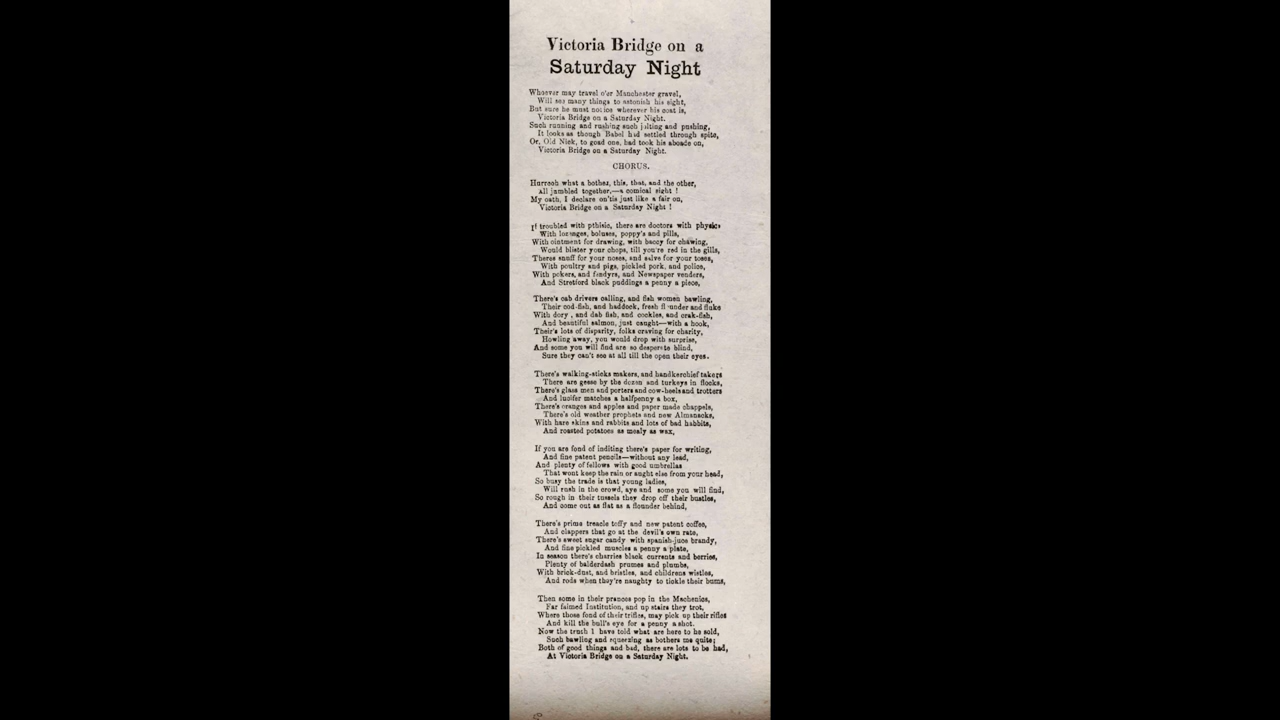 Victoria Bridge on a
Saturday Night
Whoever may travel o'er Manchester gravel,
Will see many things to astonish his sight,
But sure he must notice wherever his coat is,
Victoria Bridge on a Saturday Night.
Such running and rushing such jolting and pushing,
It looks as though Babel had settled through spite,
Or, Old Nick, to goad one, had took his aboade on,
Victoria Bridge on a Saturday Night.
CHORUS.
Hurrooh what a bother, this, that, and the other,
All jumbled together,—a comical sight !
My oath, I declare on'tis just like a fair on,
Victoria Bridge on a Saturday Night !
If troubled with pthisic, there are doctors with physics
With lozenges, boluses, poppy's and pills,
With ointment for drawing, with baccy for chawing,
Would blister your chops, till you're red in the gills,
Theres snuff for your noses, and salve for your toses,
With poultry and pigs, pickled pork, and police,
With pokers, and fendyrs, and Newspaper venders,
And Stretford black puddings a penny a piece,
There's cab drivers calling, and fish women bawling,
Their cod-fish, and haddock, fresh flounder and fluke
With dory , and dab fish, and cockles, and crak-fish,
And beautiful salmon, just caught—with a hook,
Their's lots of disparity, folks craving for charity,
Howling away, you would drop with surprise,
And some you will find are so desperate blind,
Sure they can't see at all till the open their eyes.
There's walking-sticks makers, and handkerchief takers
There are geese by the dozen and turkeys in flocks,
There's glass men and porters and cow-heels and trotters
And lucifer matches a halfpenny a box,
There's oranges and apples and paper made chappels,
There's old weather prophets and new Almanacks,
With hare skins and rabbits and lots of bad habbits,
And roasted potatoes as mealy as wax,
If you are fond of inditing there's paper for writing,
And fine patent pencils—without any lead,
And plenty of fellows with good umbrellas
That wont keep the rain or aught else from your head,
So busy the trade is that young ladies,
Will rush in the crowd, aye and some you will find,
So rough in their tussels they drop off their bustles,
And come out as flat as a flounder behind,
There's prime treacle toffy and new patent coffee,
And clappers that go at the devil's own rate,
There's sweet sugar candy with spanish-juce brandy,
And fine pickled muscles a penny a plate,
In season there's charries black currents and berries,
Plenty of balderdash prumes and plumbs,
With brick-dust, and bristles, and childrens wistles,
And rods when they're naughty to tickle their bums,
Then some in their prances pop in the Machenics,
Far faimed Institution, and up stairs they trot,
Where those fond of their trifles, may pick up their rifles
And kill the bull's eye for a penny a shot.
Now the truth I have told what are here to he sold,
Such bawling and squeezing as bothers me quite;
Both of good things and bad, there are lots to be had,
At Victoria Bridge on a Saturday Night.